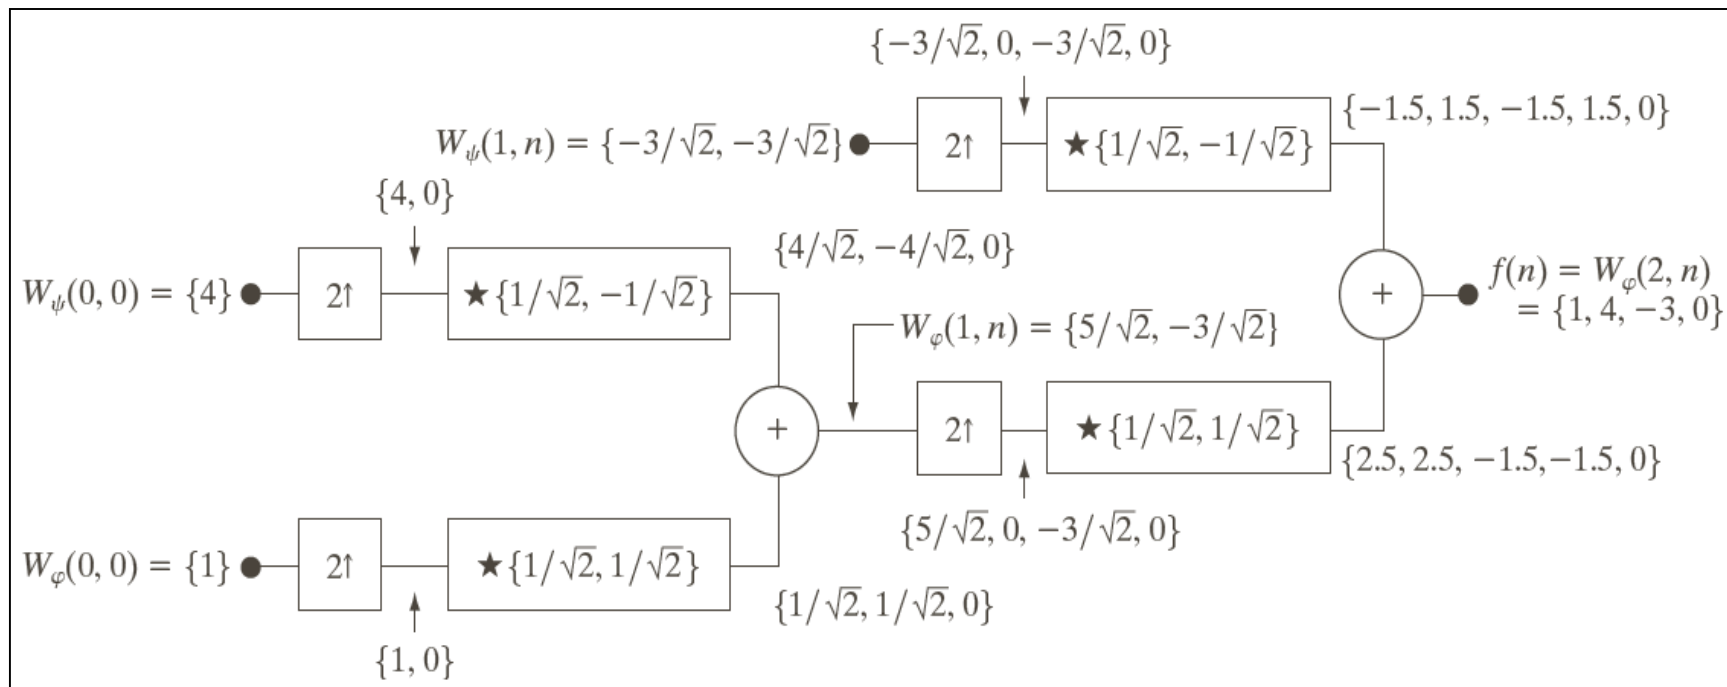 {−3/√2, 0, −3/√2, 0}
W_ψ(1, n) = {−3/√2, −3/√2}
2↑
★{1/√2, −1/√2}
{−1.5, 1.5, −1.5, 1.5, 0}
{4, 0}
{4/√2, −4/√2, 0}
W_ψ(0, 0) = {4}
2↑
★{1/√2, −1/√2}
+
f(n) = W_φ(2, n)
= {1, 4, −3, 0}
W_φ(1, n) = {5/√2, −3/√2}
+
2↑
★{1/√2, 1/√2}
{2.5, 2.5, −1.5,−1.5, 0}
{5/√2, 0, −3/√2, 0}
W_φ(0, 0) = {1}
2↑
★{1/√2, 1/√2}
{1/√2, 1/√2, 0}
{1, 0}